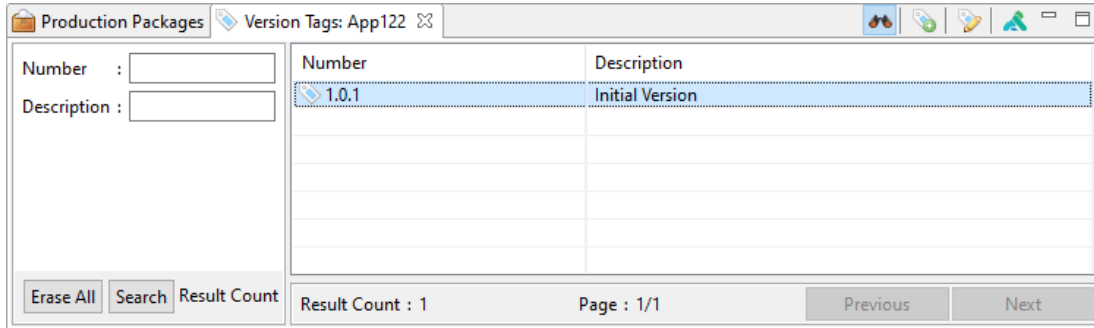 Production Packages
Version Tags: App122
Number :
Description :
Erase All
Search
Result Count
Number Description
1.0.1 Initial Version
Result Count : 1 Page : 1/1 Previous Next